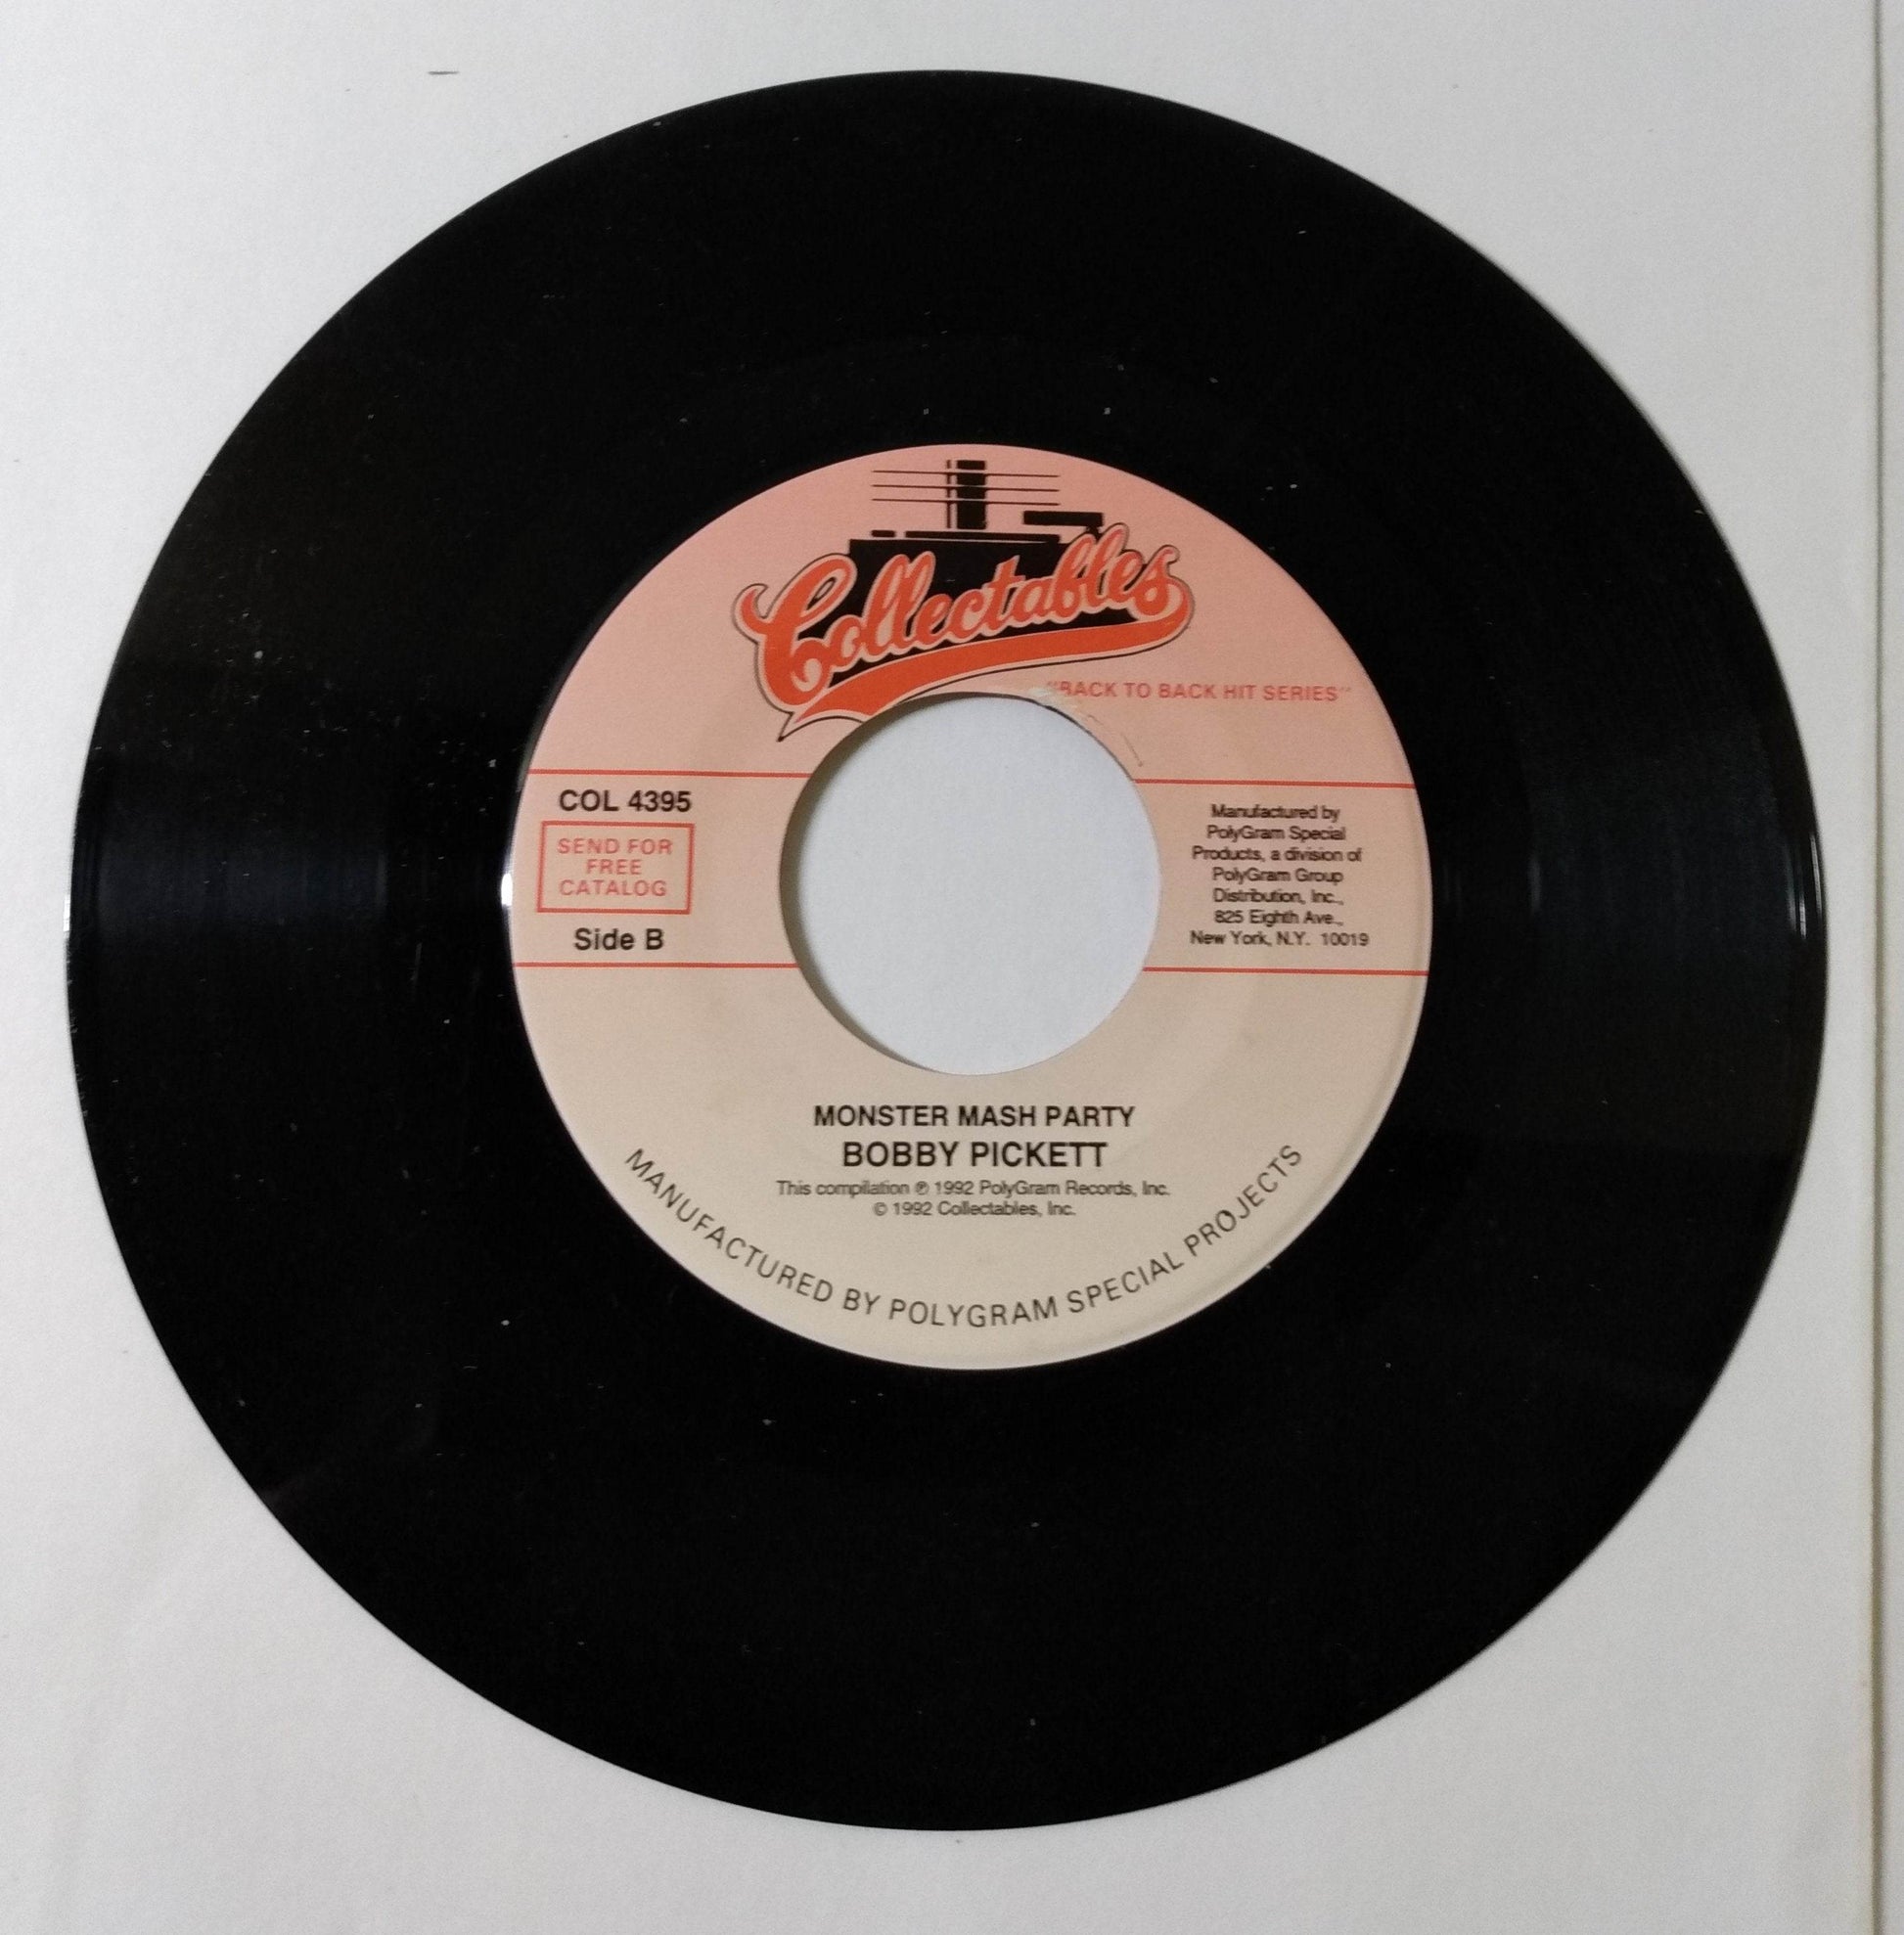 Collectables
"BACK TO BACK HIT SERIES"
COL 4395
SEND FOR
FREE
CATALOG
Side B
Manufactured by
PolyGram Special
Products, a division of
PolyGram Group
Distribution, Inc.,
825 Eighth Ave.,
New York, N.Y. 10019
MONSTER MASH PARTY
BOBBY PICKETT
This compilation ℗ 1992 PolyGram Records, Inc.
© 1992 Collectables, Inc.
MANUFACTURED BY POLYGRAM SPECIAL PROJECTS